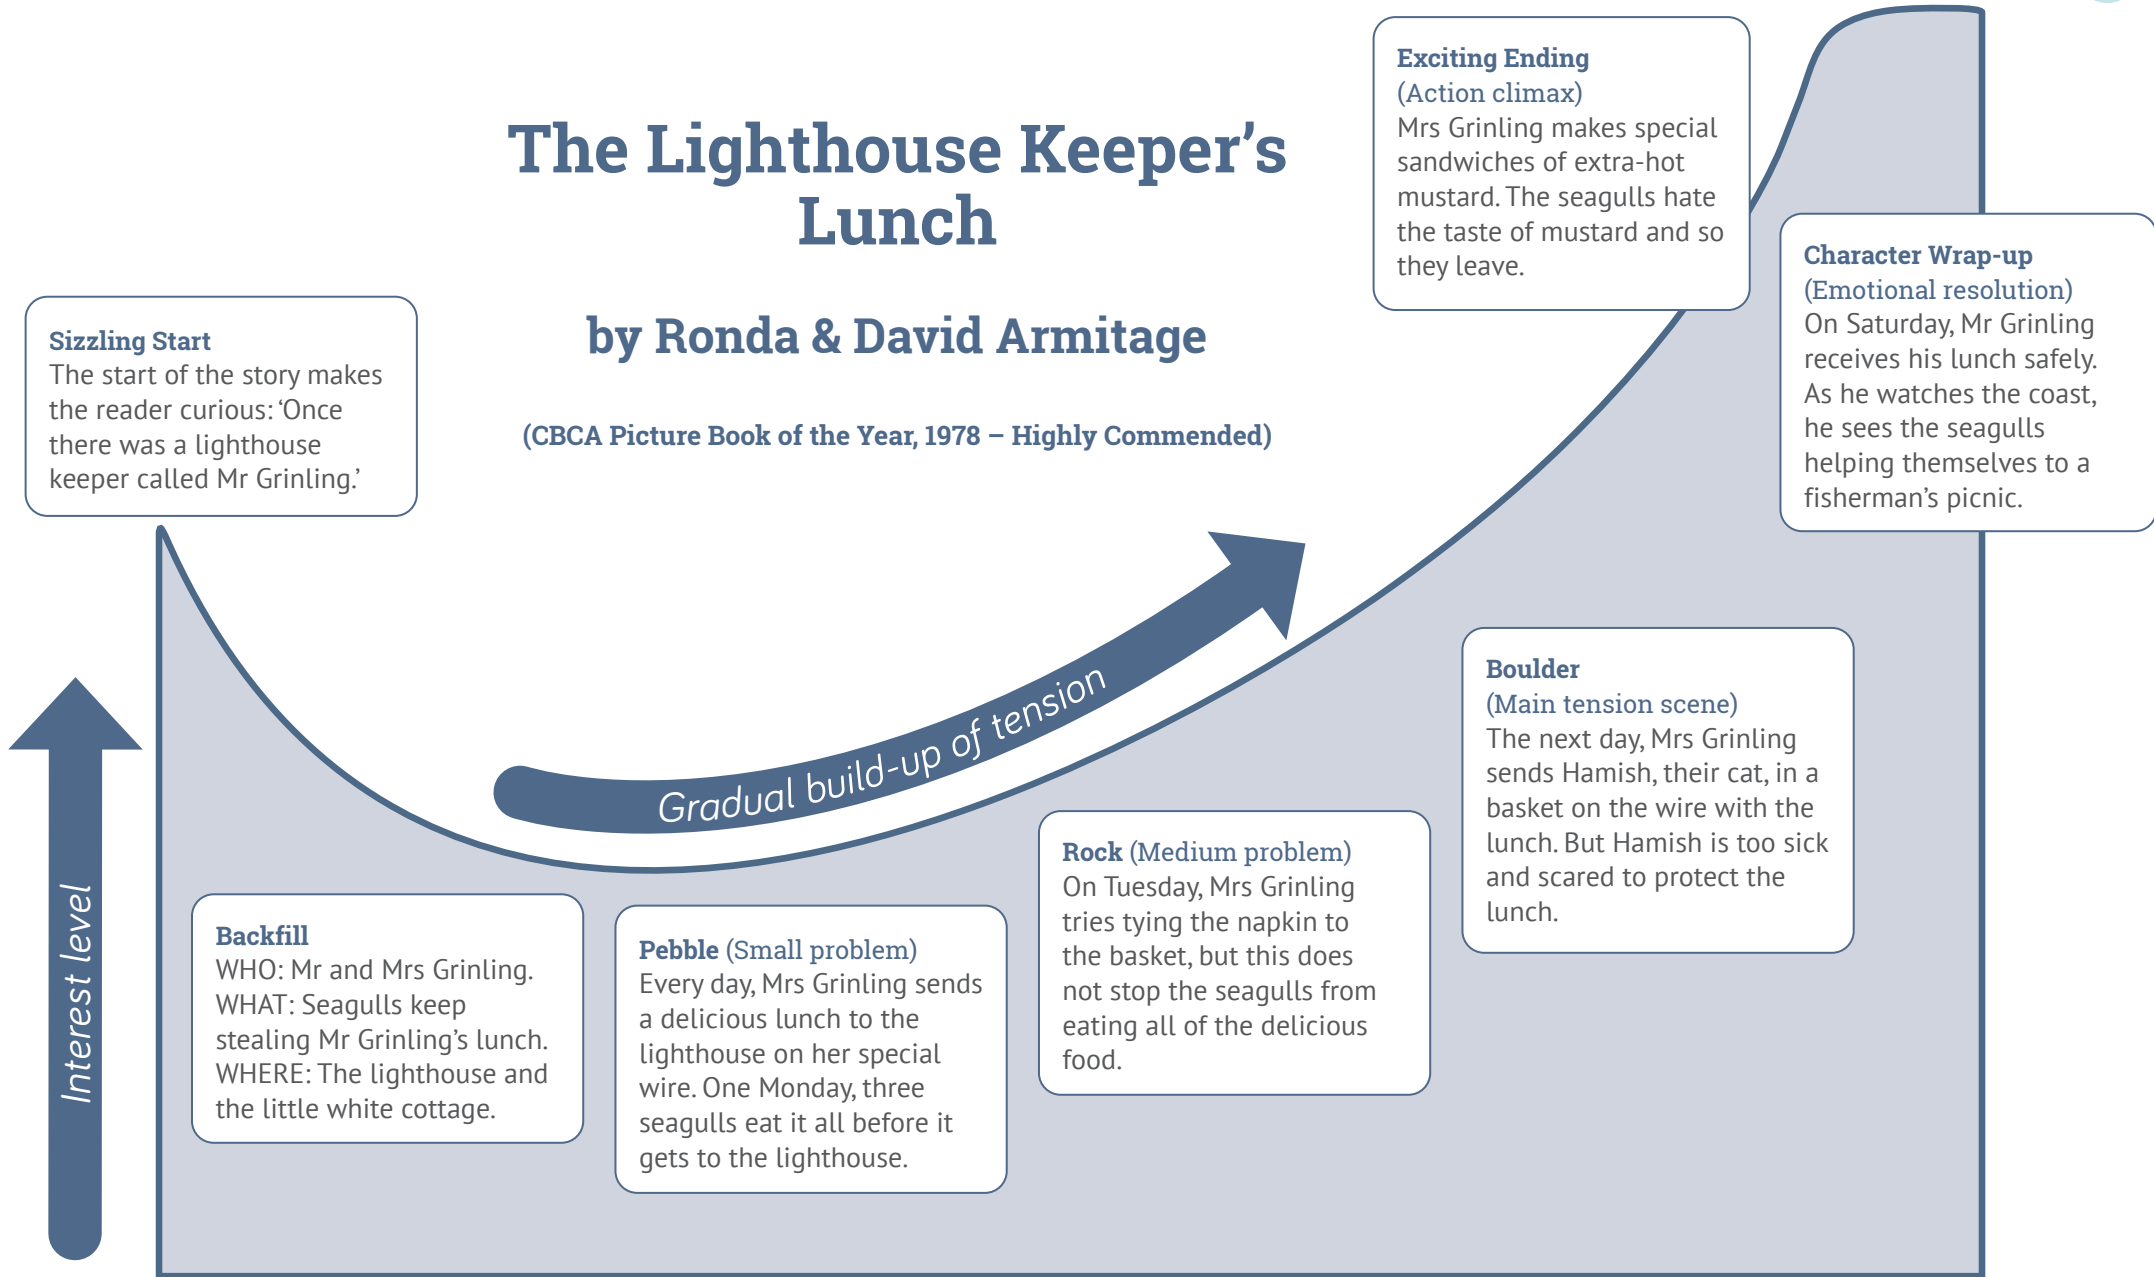 The Lighthouse Keeper’s
Lunch
by Ronda & David Armitage
(CBCA Picture Book of the Year, 1978 – Highly Commended)
Sizzling Start
The start of the story makes
the reader curious: ‘Once
there was a lighthouse
keeper called Mr Grinling.’
Interest level
Gradual build-up of tension
Backfill
WHO: Mr and Mrs Grinling.
WHAT: Seagulls keep
stealing Mr Grinling’s lunch.
WHERE: The lighthouse and
the little white cottage.
Pebble (Small problem)
Every day, Mrs Grinling sends
a delicious lunch to the
lighthouse on her special
wire. One Monday, three
seagulls eat it all before it
gets to the lighthouse.
Rock (Medium problem)
On Tuesday, Mrs Grinling
tries tying the napkin to
the basket, but this does
not stop the seagulls from
eating all of the delicious
food.
Boulder
(Main tension scene)
The next day, Mrs Grinling
sends Hamish, their cat, in a
basket on the wire with the
lunch. But Hamish is too sick
and scared to protect the
lunch.
Exciting Ending
(Action climax)
Mrs Grinling makes special
sandwiches of extra-hot
mustard. The seagulls hate
the taste of mustard and so
they leave.
Character Wrap-up
(Emotional resolution)
On Saturday, Mr Grinling
receives his lunch safely.
As he watches the coast,
he sees the seagulls
helping themselves to a
fisherman’s picnic.